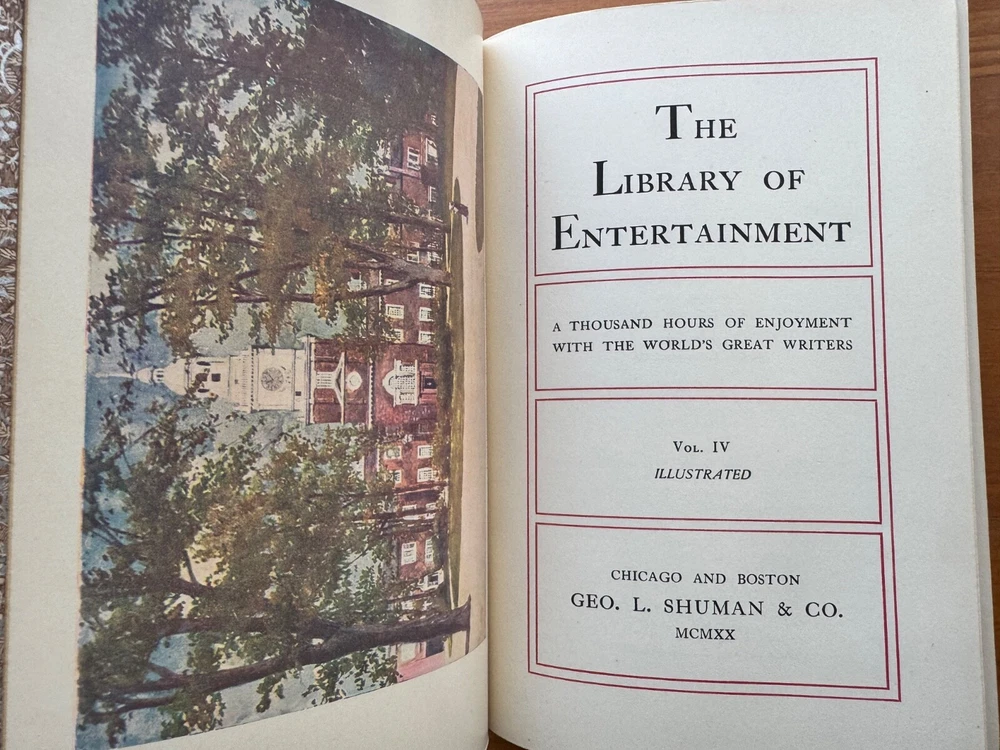 The
Library of
Entertainment
A THOUSAND HOURS OF ENJOYMENT
WITH THE WORLD'S GREAT WRITERS
Vol. IV
ILLUSTRATED
CHICAGO AND BOSTON
GEO. L. SHUMAN & CO.
MCMXX